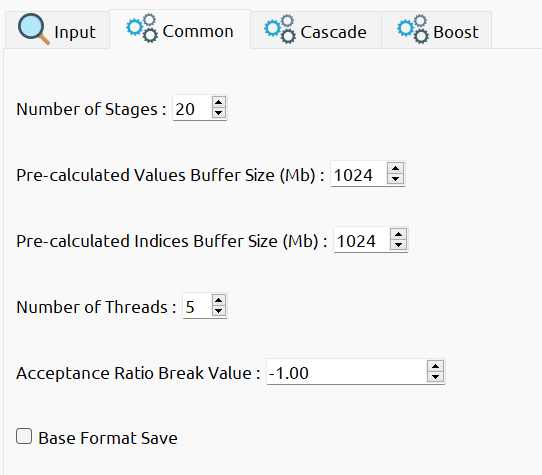 Input Common Cascade Boost
Number of Stages : 20
Pre-calculated Values Buffer Size (Mb) : 1024
Pre-calculated Indices Buffer Size (Mb) : 1024
Number of Threads : 5
Acceptance Ratio Break Value : -1.00
Base Format Save